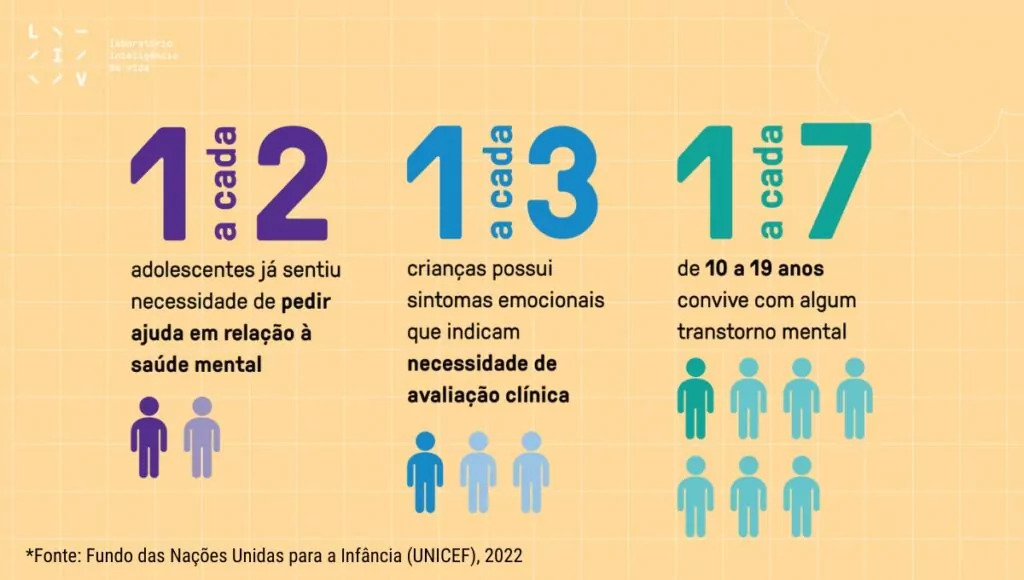 L I V
laboratório
inteligência
de vida
1 a cada 2
adolescentes já sentiu
necessidade de pedir
ajuda em relação à
saúde mental
1 a cada 3
crianças possui
sintomas emocionais
que indicam
necessidade de
avaliação clínica
1 a cada 7
de 10 a 19 anos
convive com algum
transtorno mental
*Fonte: Fundo das Nações Unidas para a Infância (UNICEF), 2022